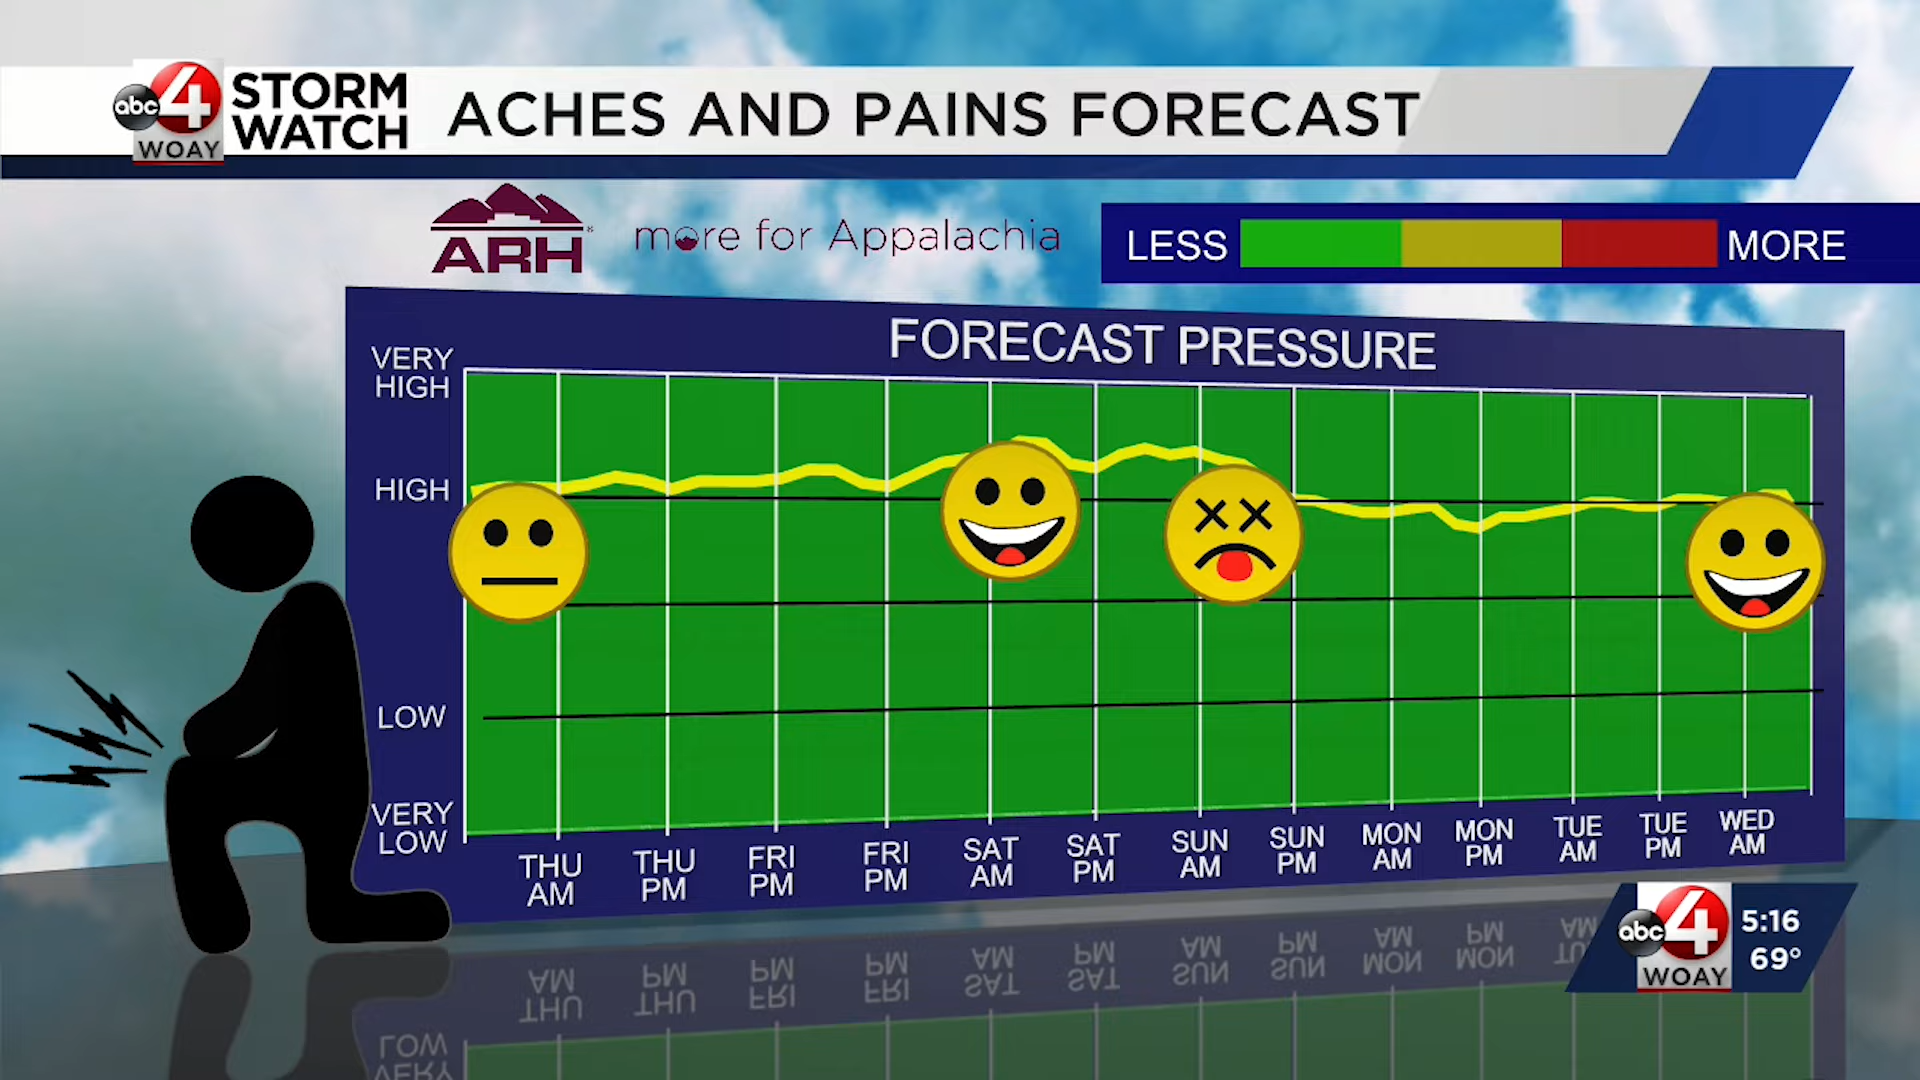 abc 4
WOAY
STORM
WATCH
ACHES AND PAINS FORECAST
ARH®
more for Appalachia
LESS
MORE
FORECAST PRESSURE
VERY
HIGH
HIGH
LOW
VERY
LOW
THU
AM
THU
PM
FRI
PM
FRI
PM
SAT
AM
SAT
PM
SUN
AM
SUN
PM
MON
AM
MON
PM
TUE
AM
TUE
PM
WED
AM
abc 4
WOAY
5:16
69°